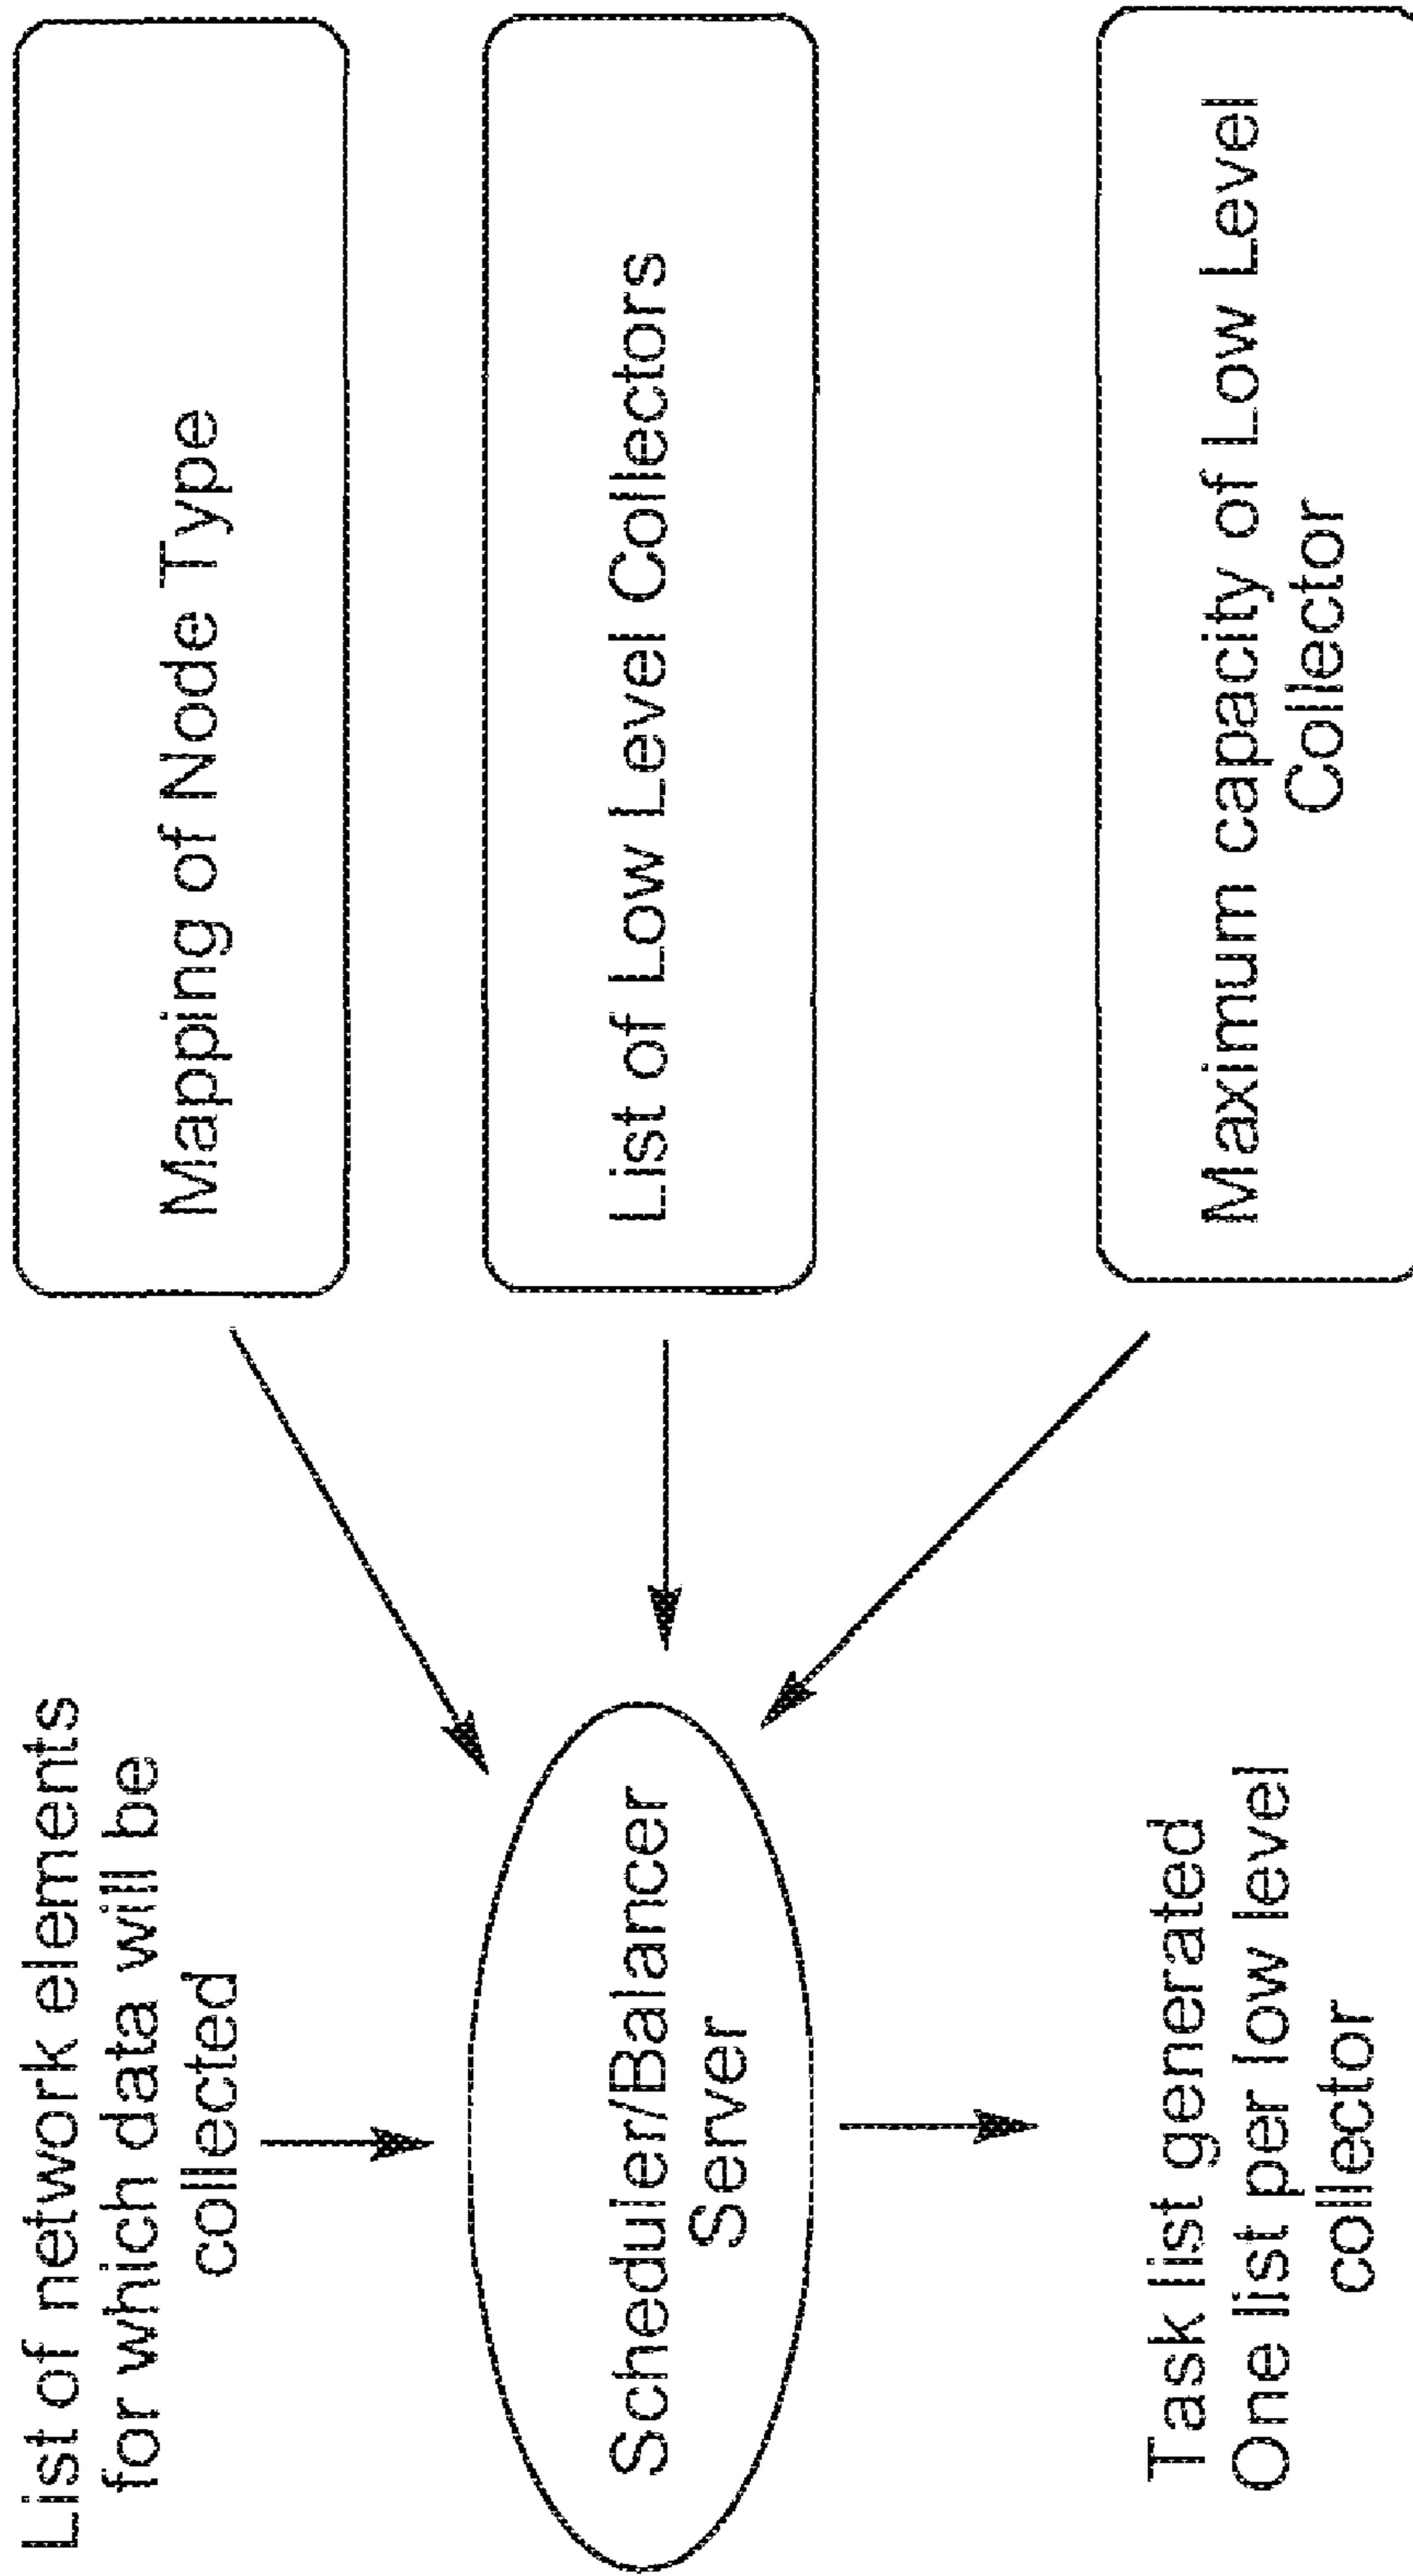 List of network elements
for which data will be
collected
Scheduler/Balancer
Server
Task list generated
One list per low level
collector
Mapping of Node Type
List of Low Level Collectors
Maximum capacity of Low Level
Collector